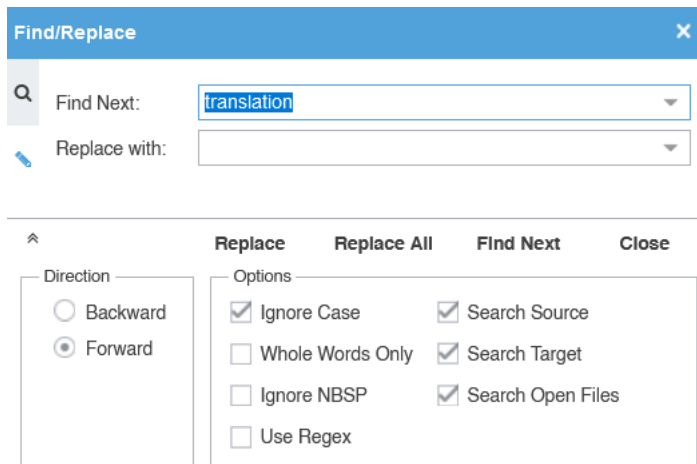 Find/Replace
Find Next: translation
Replace with:
Replace Replace All Find Next Close
Direction Options
Backward Ignore Case Search Source
Forward Whole Words Only Search Target
Ignore NBSP Search Open Files
Use Regex